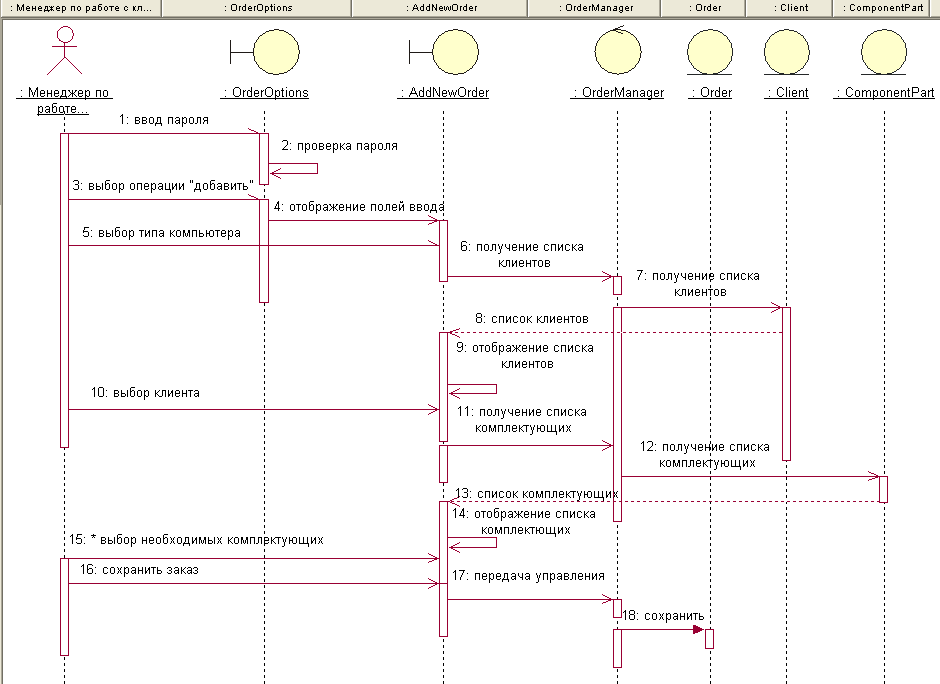 : Менеджер по работе с кл...
: OrderOptions
: AddNewOrder
: OrderManager
: Order
: Client
: ComponentPart
: Менеджер по
работе...
: OrderOptions
: AddNewOrder
: OrderManager
: Order
: Client
: ComponentPart
1: ввод пароля
2: проверка пароля
3: выбор операции "добавить"
4: отображение полей ввода
5: выбор типа компьютера
6: получение списка
клиентов
7: получение списка
клиентов
8: список клиентов
9: отображение списка
клиентов
10: выбор клиента
11: получение списка
комплектующих
12: получение списка
комплектующих
13: список комплектующих
14: отображение списка
комплектющих
15: * выбор необходимых комплектующих
16: сохранить заказ
17: передача управления
18: сохранить